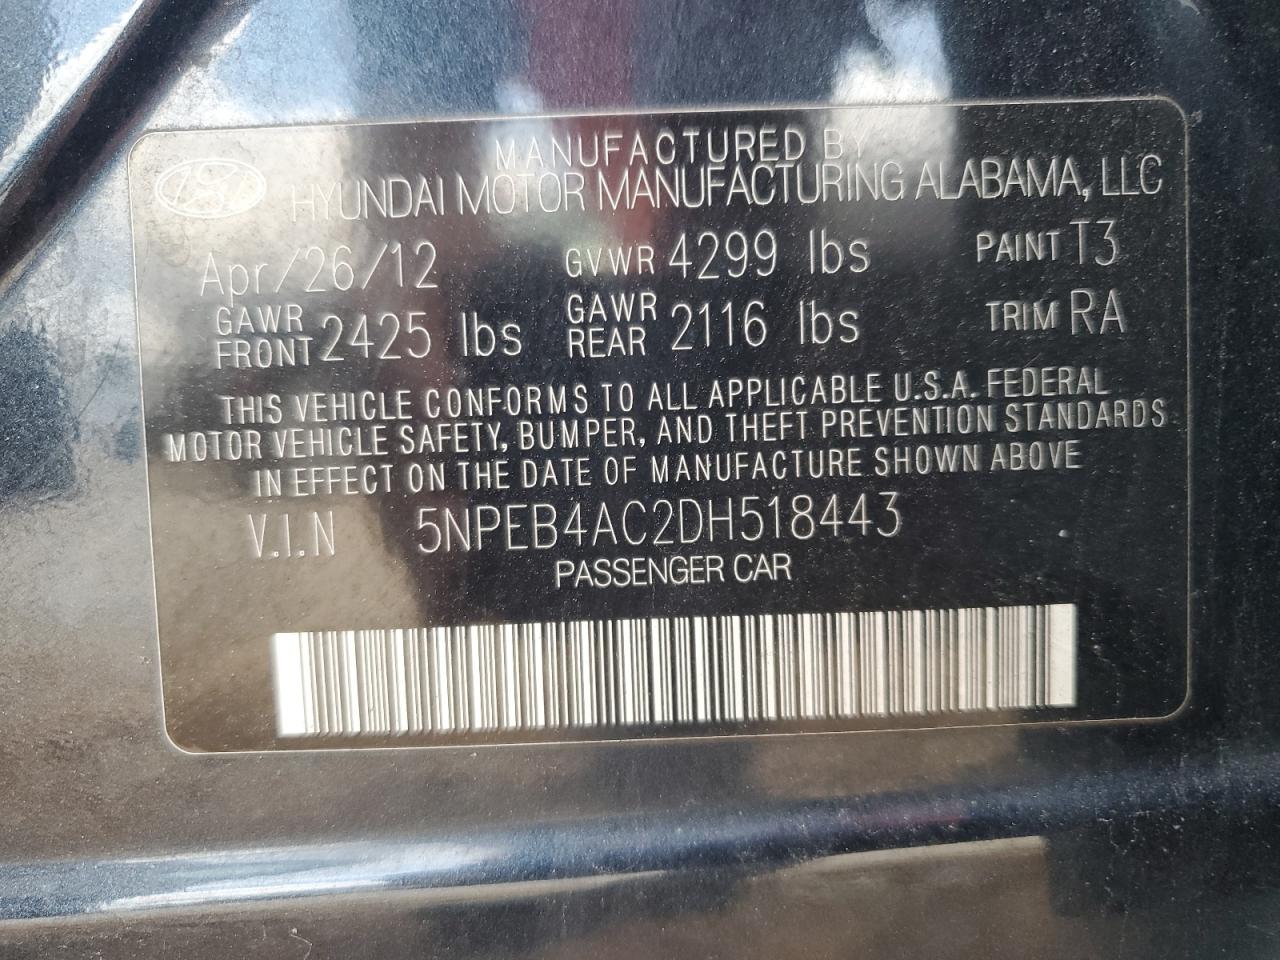 MANUFACTURED BY
HYUNDAI MOTOR MANUFACTURING ALABAMA, LLC
Apr/26/12 GVWR 4299 lbs PAINT T3
GAWR FRONT 2425 lbs GAWR REAR 2116 lbs TRIM RA
THIS VEHICLE CONFORMS TO ALL APPLICABLE U.S.A. FEDERAL
MOTOR VEHICLE SAFETY, BUMPER, AND THEFT PREVENTION STANDARDS
IN EFFECT ON THE DATE OF MANUFACTURE SHOWN ABOVE
V.I.N 5NPEB4AC2DH518443
PASSENGER CAR